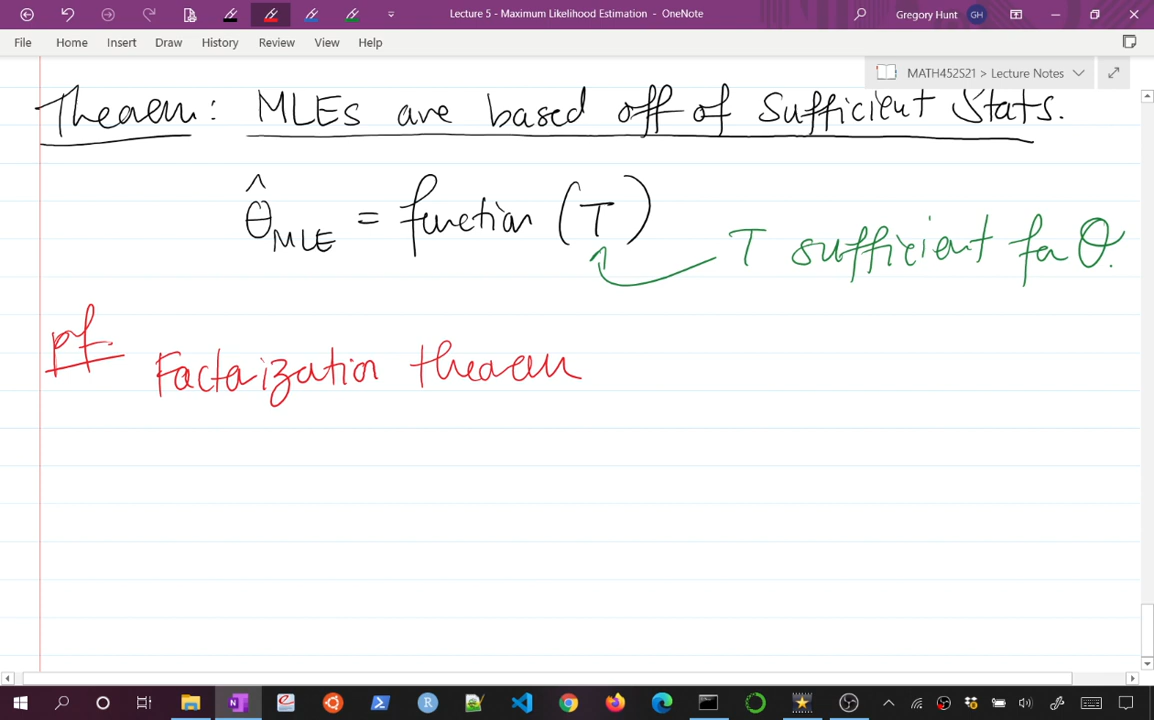 Lecture 5 - Maximum Likelihood Estimation - OneNote
Gregory Hunt
GH
File Home Insert Draw History Review View Help
MATH452S21 > Lecture Notes
Theorem: MLEs are based off of Sufficient Stats.
θ̂MLE = function (T)
T sufficient for θ.
pf.
Factorization theorem